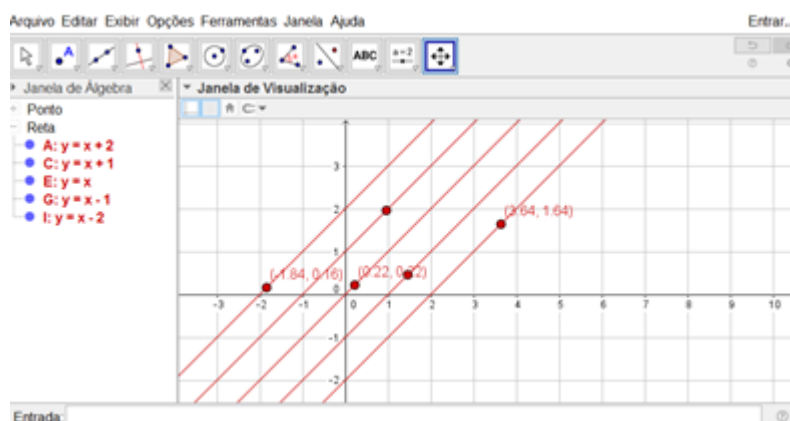 Arquivo Editar Exibir Opções Ferramentas Janela Ajuda Entrar...
ABC a=2
Janela de Álgebra
Janela de Visualização
Ponto
Reta
A: y = x + 2
C: y = x + 1
E: y = x
G: y = x - 1
I: y = x - 2
3
2
(3.64, 1.64)
1
(-1.84, 0.16) (0.22, 0.22)
0
-3 -2 -1 0 1 2 3 4 5 6 7 8 9 10
-1
-2
Entrada: